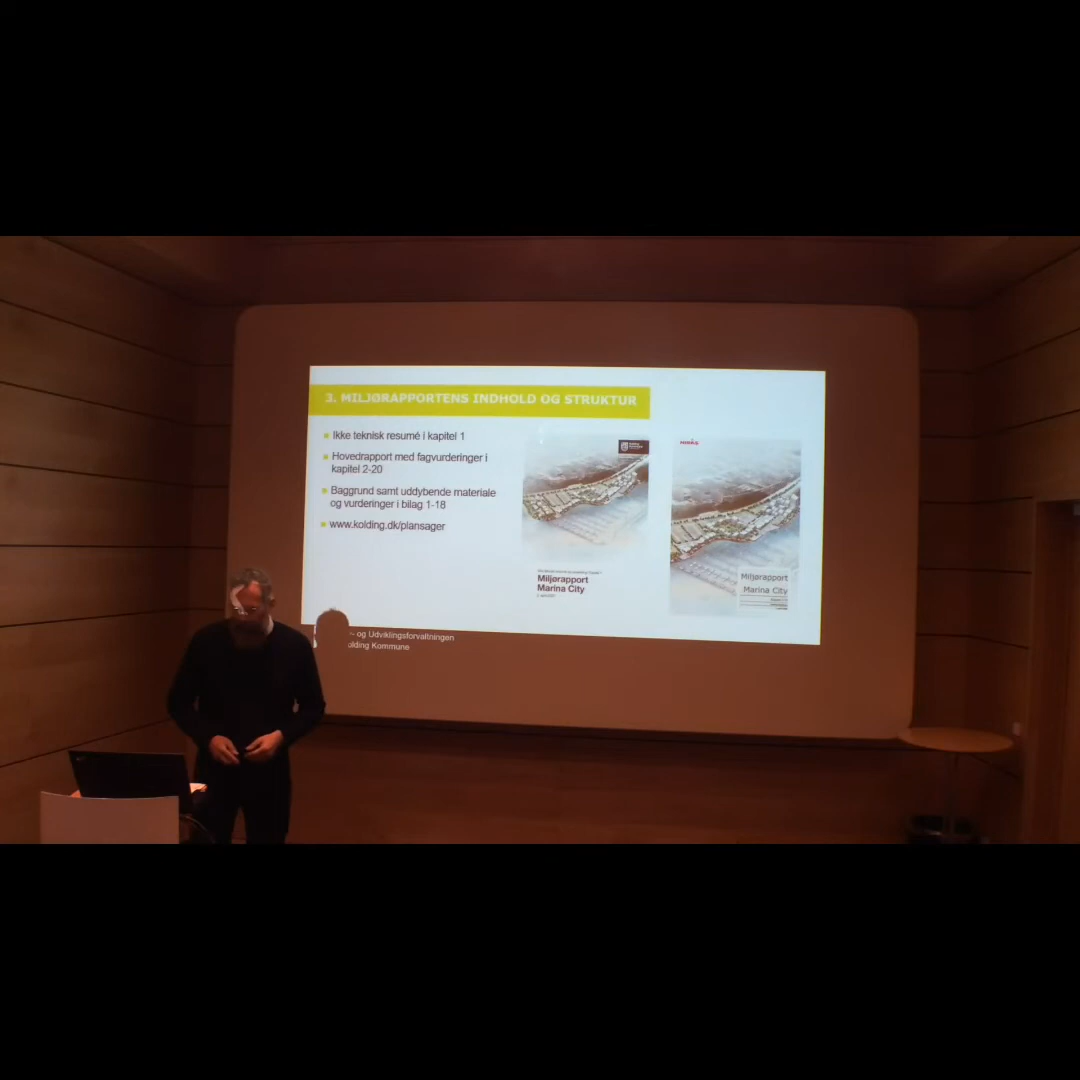 3. MILJØRAPPORTENS INDHOLD OG STRUKTUR
Ikke teknisk resumé i kapitel 1
Hovedrapport med fagvurderinger i
kapitel 2-20
Baggrund samt uddybende materiale
og vurderinger i bilag 1-18
www.kolding.dk/plansager
Miljørapport
Marina City
Miljørapport
Marina City
og Udviklingsforvaltningen
olding Kommune